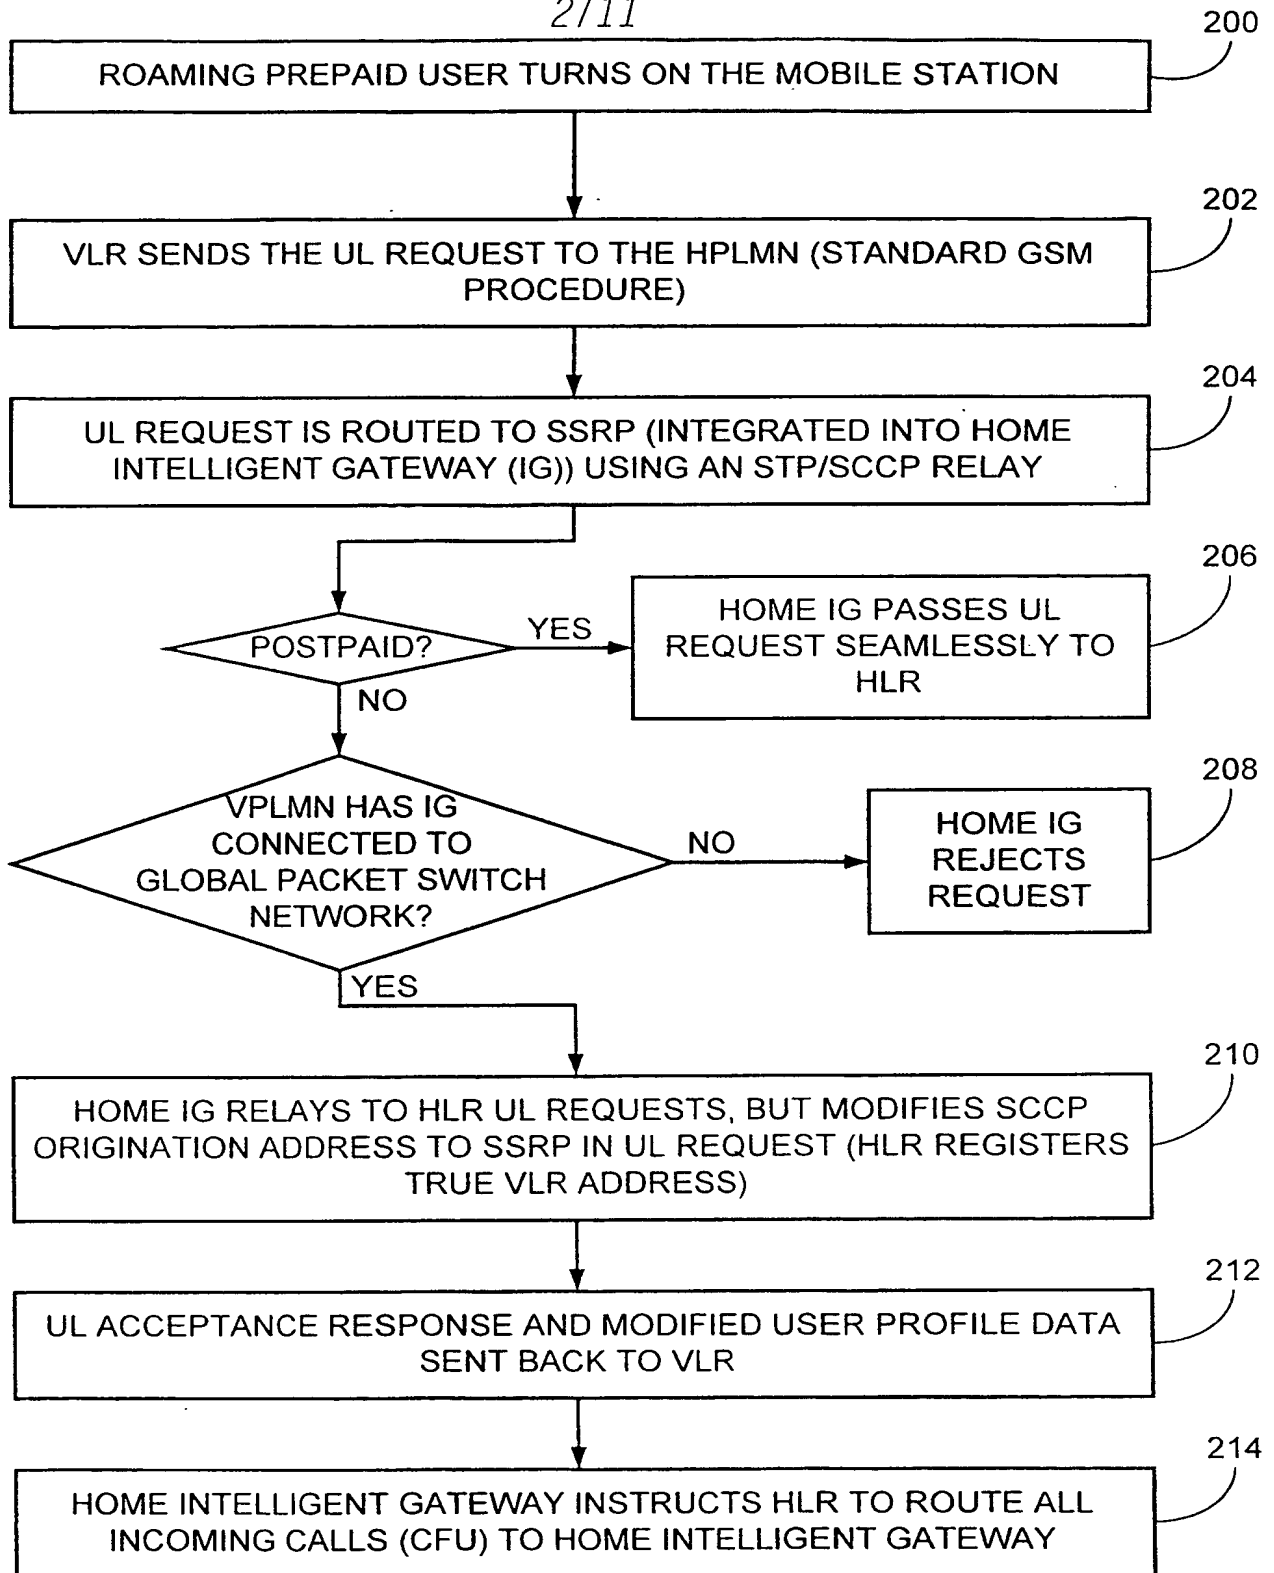 2/11
200
ROAMING PREPAID USER TURNS ON THE MOBILE STATION
202
VLR SENDS THE UL REQUEST TO THE HPLMN (STANDARD GSM
PROCEDURE)
204
UL REQUEST IS ROUTED TO SSRP (INTEGRATED INTO HOME
INTELLIGENT GATEWAY (IG)) USING AN STP/SCCP RELAY
206
POSTPAID?
YES
HOME IG PASSES UL
REQUEST SEAMLESSLY TO
HLR
NO
208
VPLMN HAS IG
CONNECTED TO
GLOBAL PACKET SWITCH
NETWORK?
NO
HOME IG
REJECTS
REQUEST
YES
210
HOME IG RELAYS TO HLR UL REQUESTS, BUT MODIFIES SCCP
ORIGINATION ADDRESS TO SSRP IN UL REQUEST (HLR REGISTERS
TRUE VLR ADDRESS)
212
UL ACCEPTANCE RESPONSE AND MODIFIED USER PROFILE DATA
SENT BACK TO VLR
214
HOME INTELLIGENT GATEWAY INSTRUCTS HLR TO ROUTE ALL
INCOMING CALLS (CFU) TO HOME INTELLIGENT GATEWAY